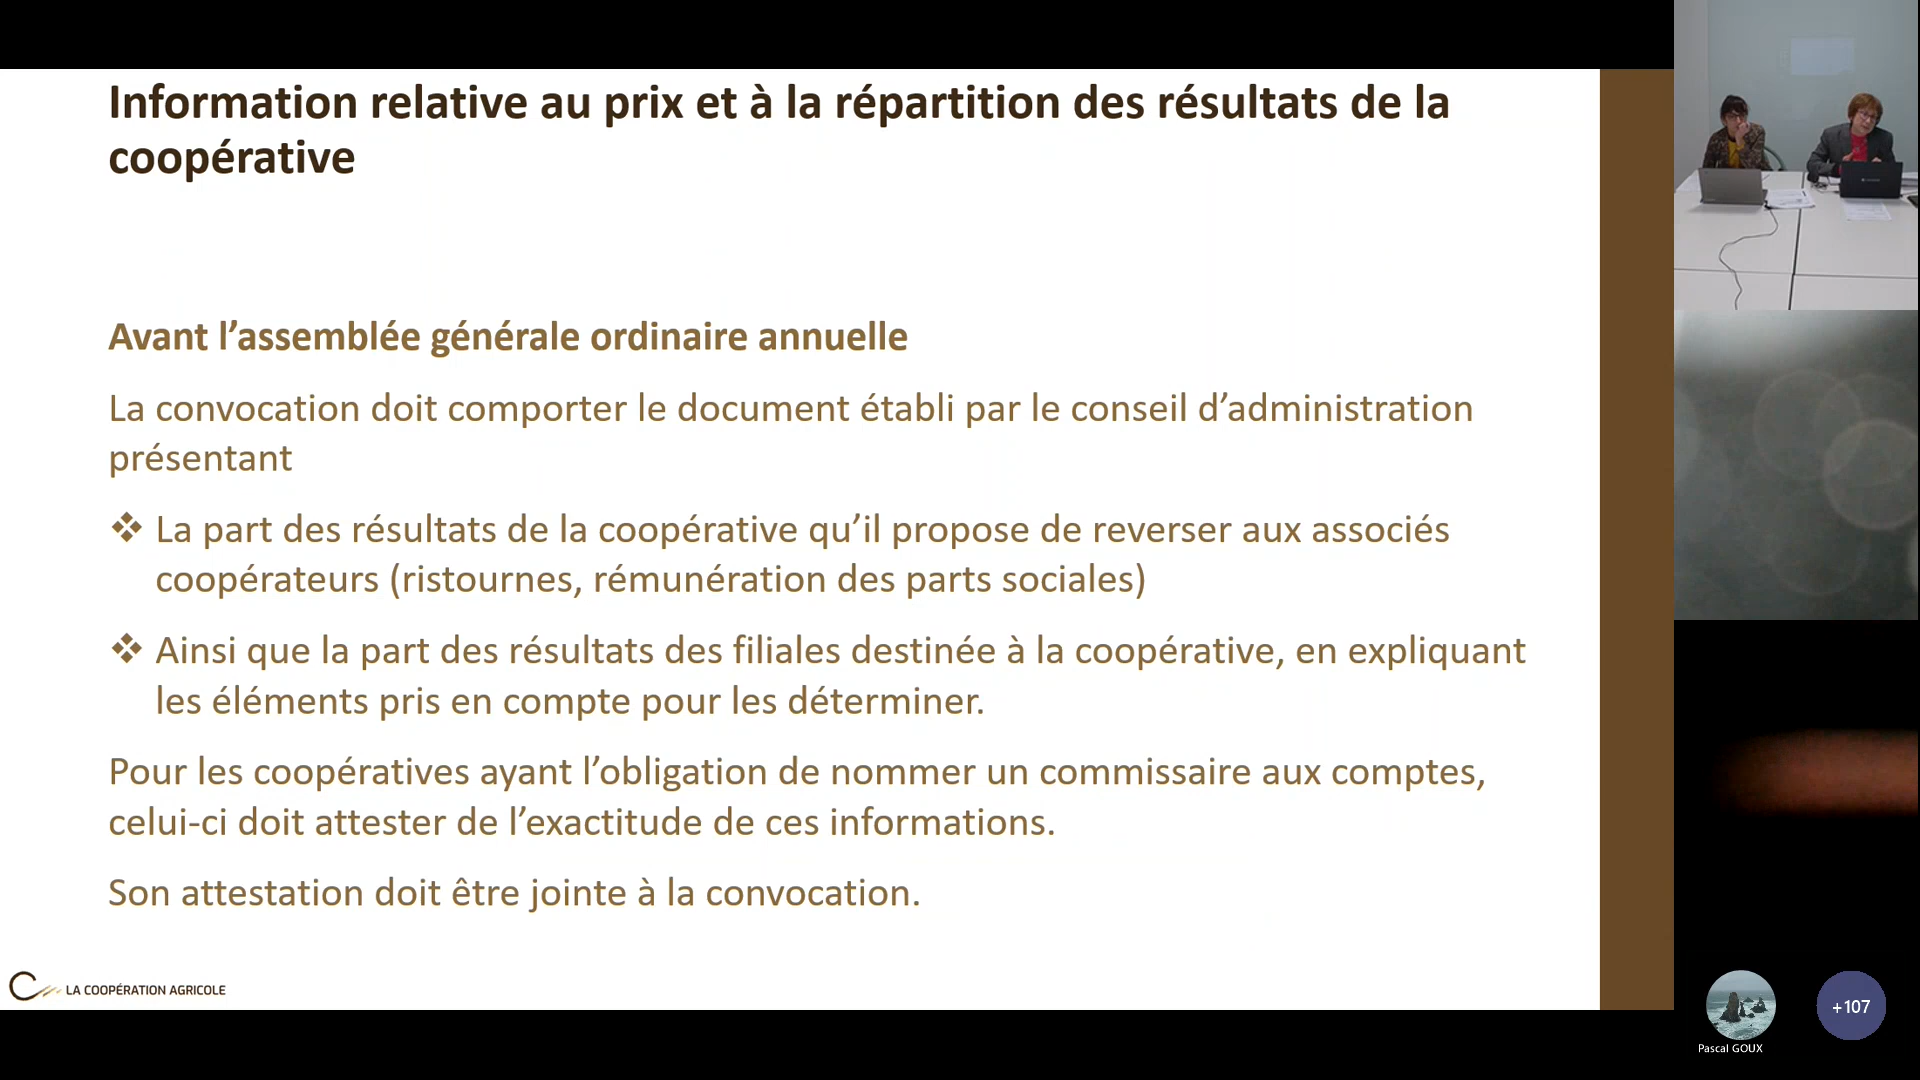 Information relative au prix et à la répartition des résultats de la
coopérative
Avant l’assemblée générale ordinaire annuelle
La convocation doit comporter le document établi par le conseil d’administration
présentant
❖ La part des résultats de la coopérative qu’il propose de reverser aux associés
coopérateurs (ristournes, rémunération des parts sociales)
❖ Ainsi que la part des résultats des filiales destinée à la coopérative, en expliquant
les éléments pris en compte pour les déterminer.
Pour les coopératives ayant l’obligation de nommer un commissaire aux comptes,
celui-ci doit attester de l’exactitude de ces informations.
Son attestation doit être jointe à la convocation.
LA COOPÉRATION AGRICOLE
+107
Pascal GOUX